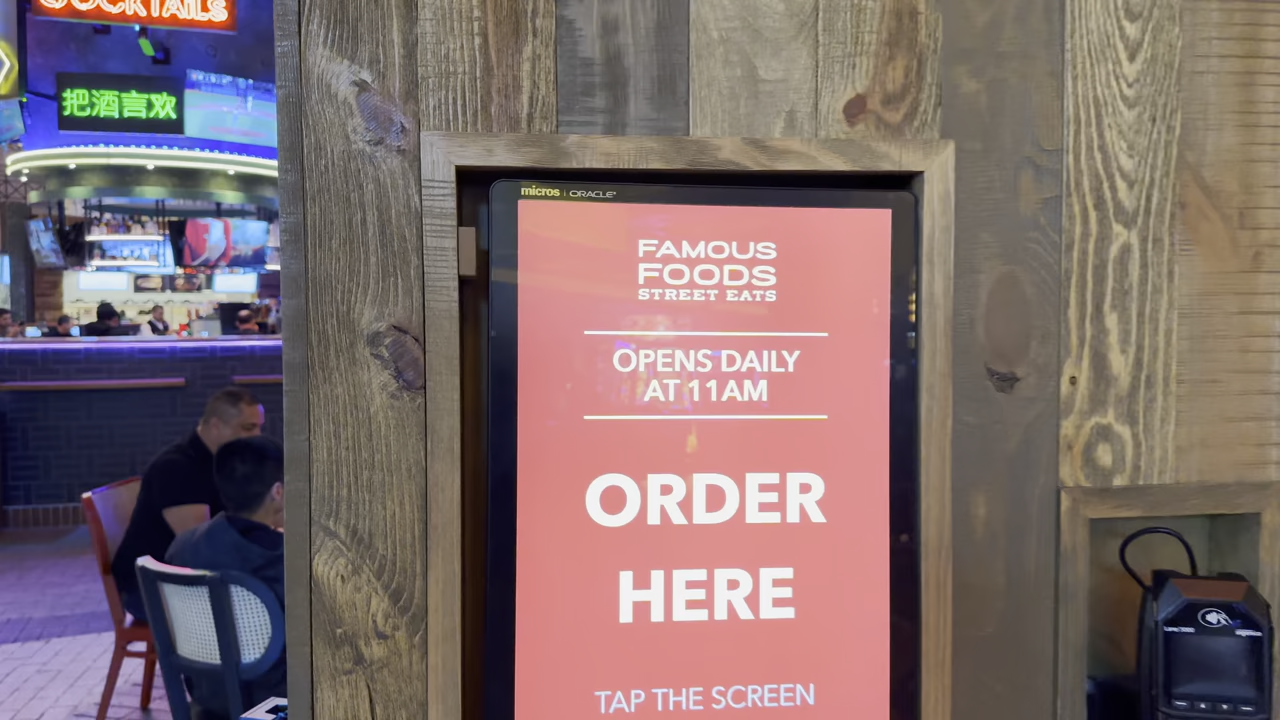 COCKTAILS
把酒言欢
micros | ORACLE
FAMOUS
FOODS
STREET EATS
OPENS DAILY
AT 11AM
ORDER
HERE
TAP THE SCREEN